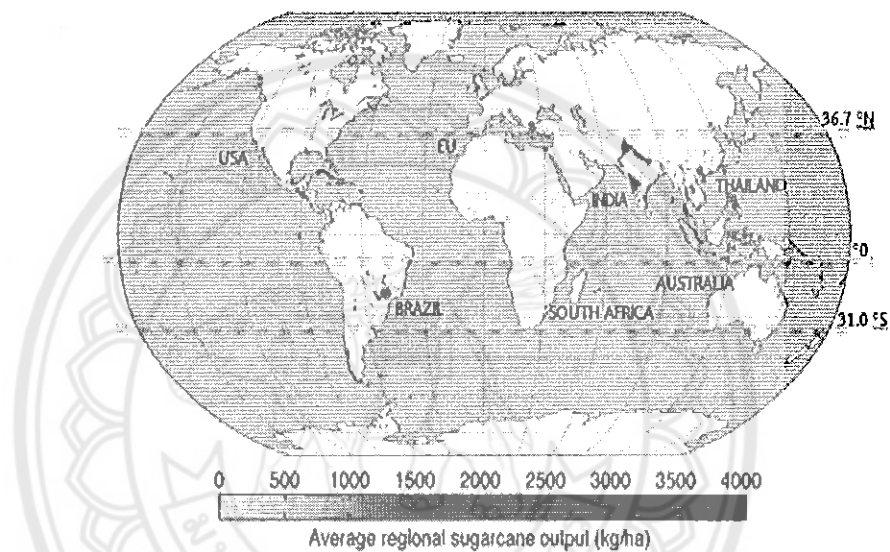 36.7 °N
USA
EU
THAILAND
INDIA
°0
AUSTRALIA
BRAZIL
SOUTH AFRICA
31.0 °S
0 500 1000 1500 2000 2500 3000 3500 4000
Average regional sugarcane output (kg/ha)